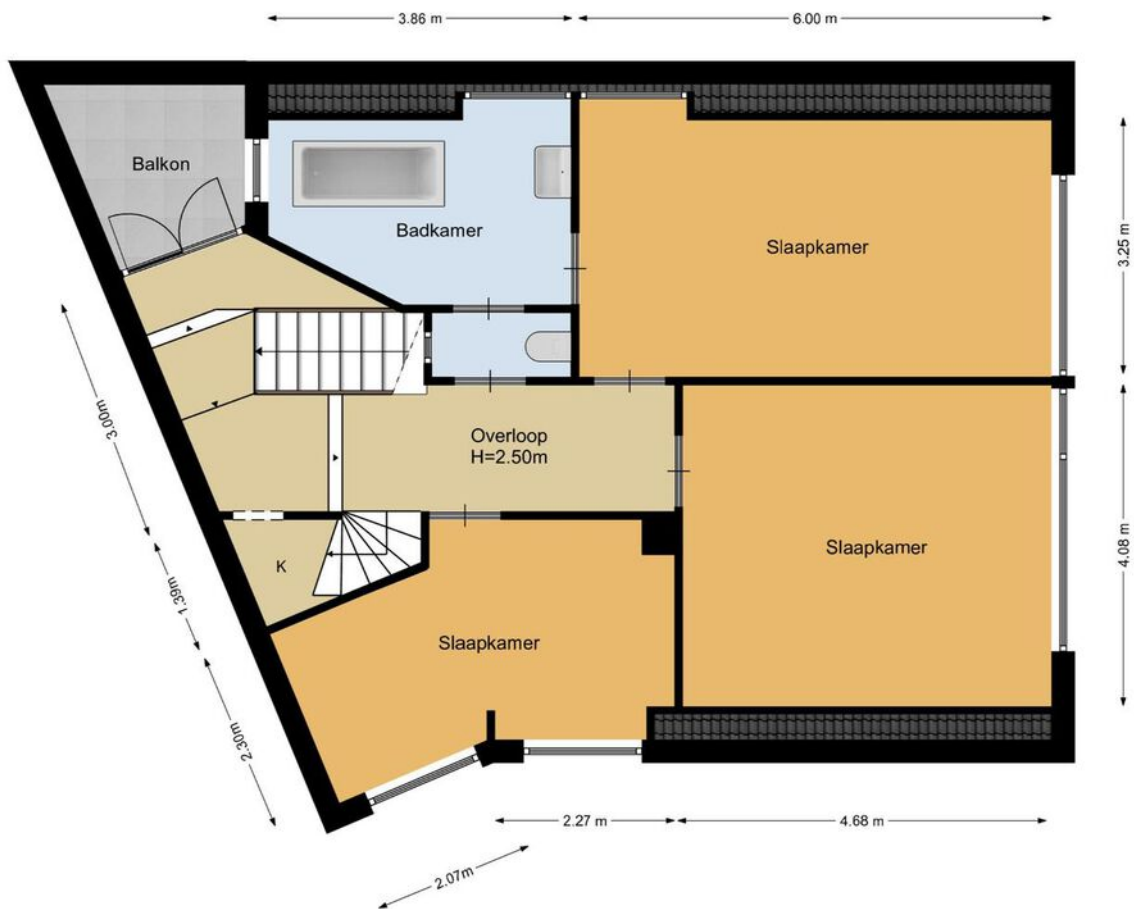 3.86 m
6.00 m
Balkon
Badkamer
Slaapkamer
3.25 m
3.00m
Overloop
H=2.50m
Slaapkamer
4.08 m
K
1.39m
Slaapkamer
2.30m
2.27 m
4.68 m
2.07m